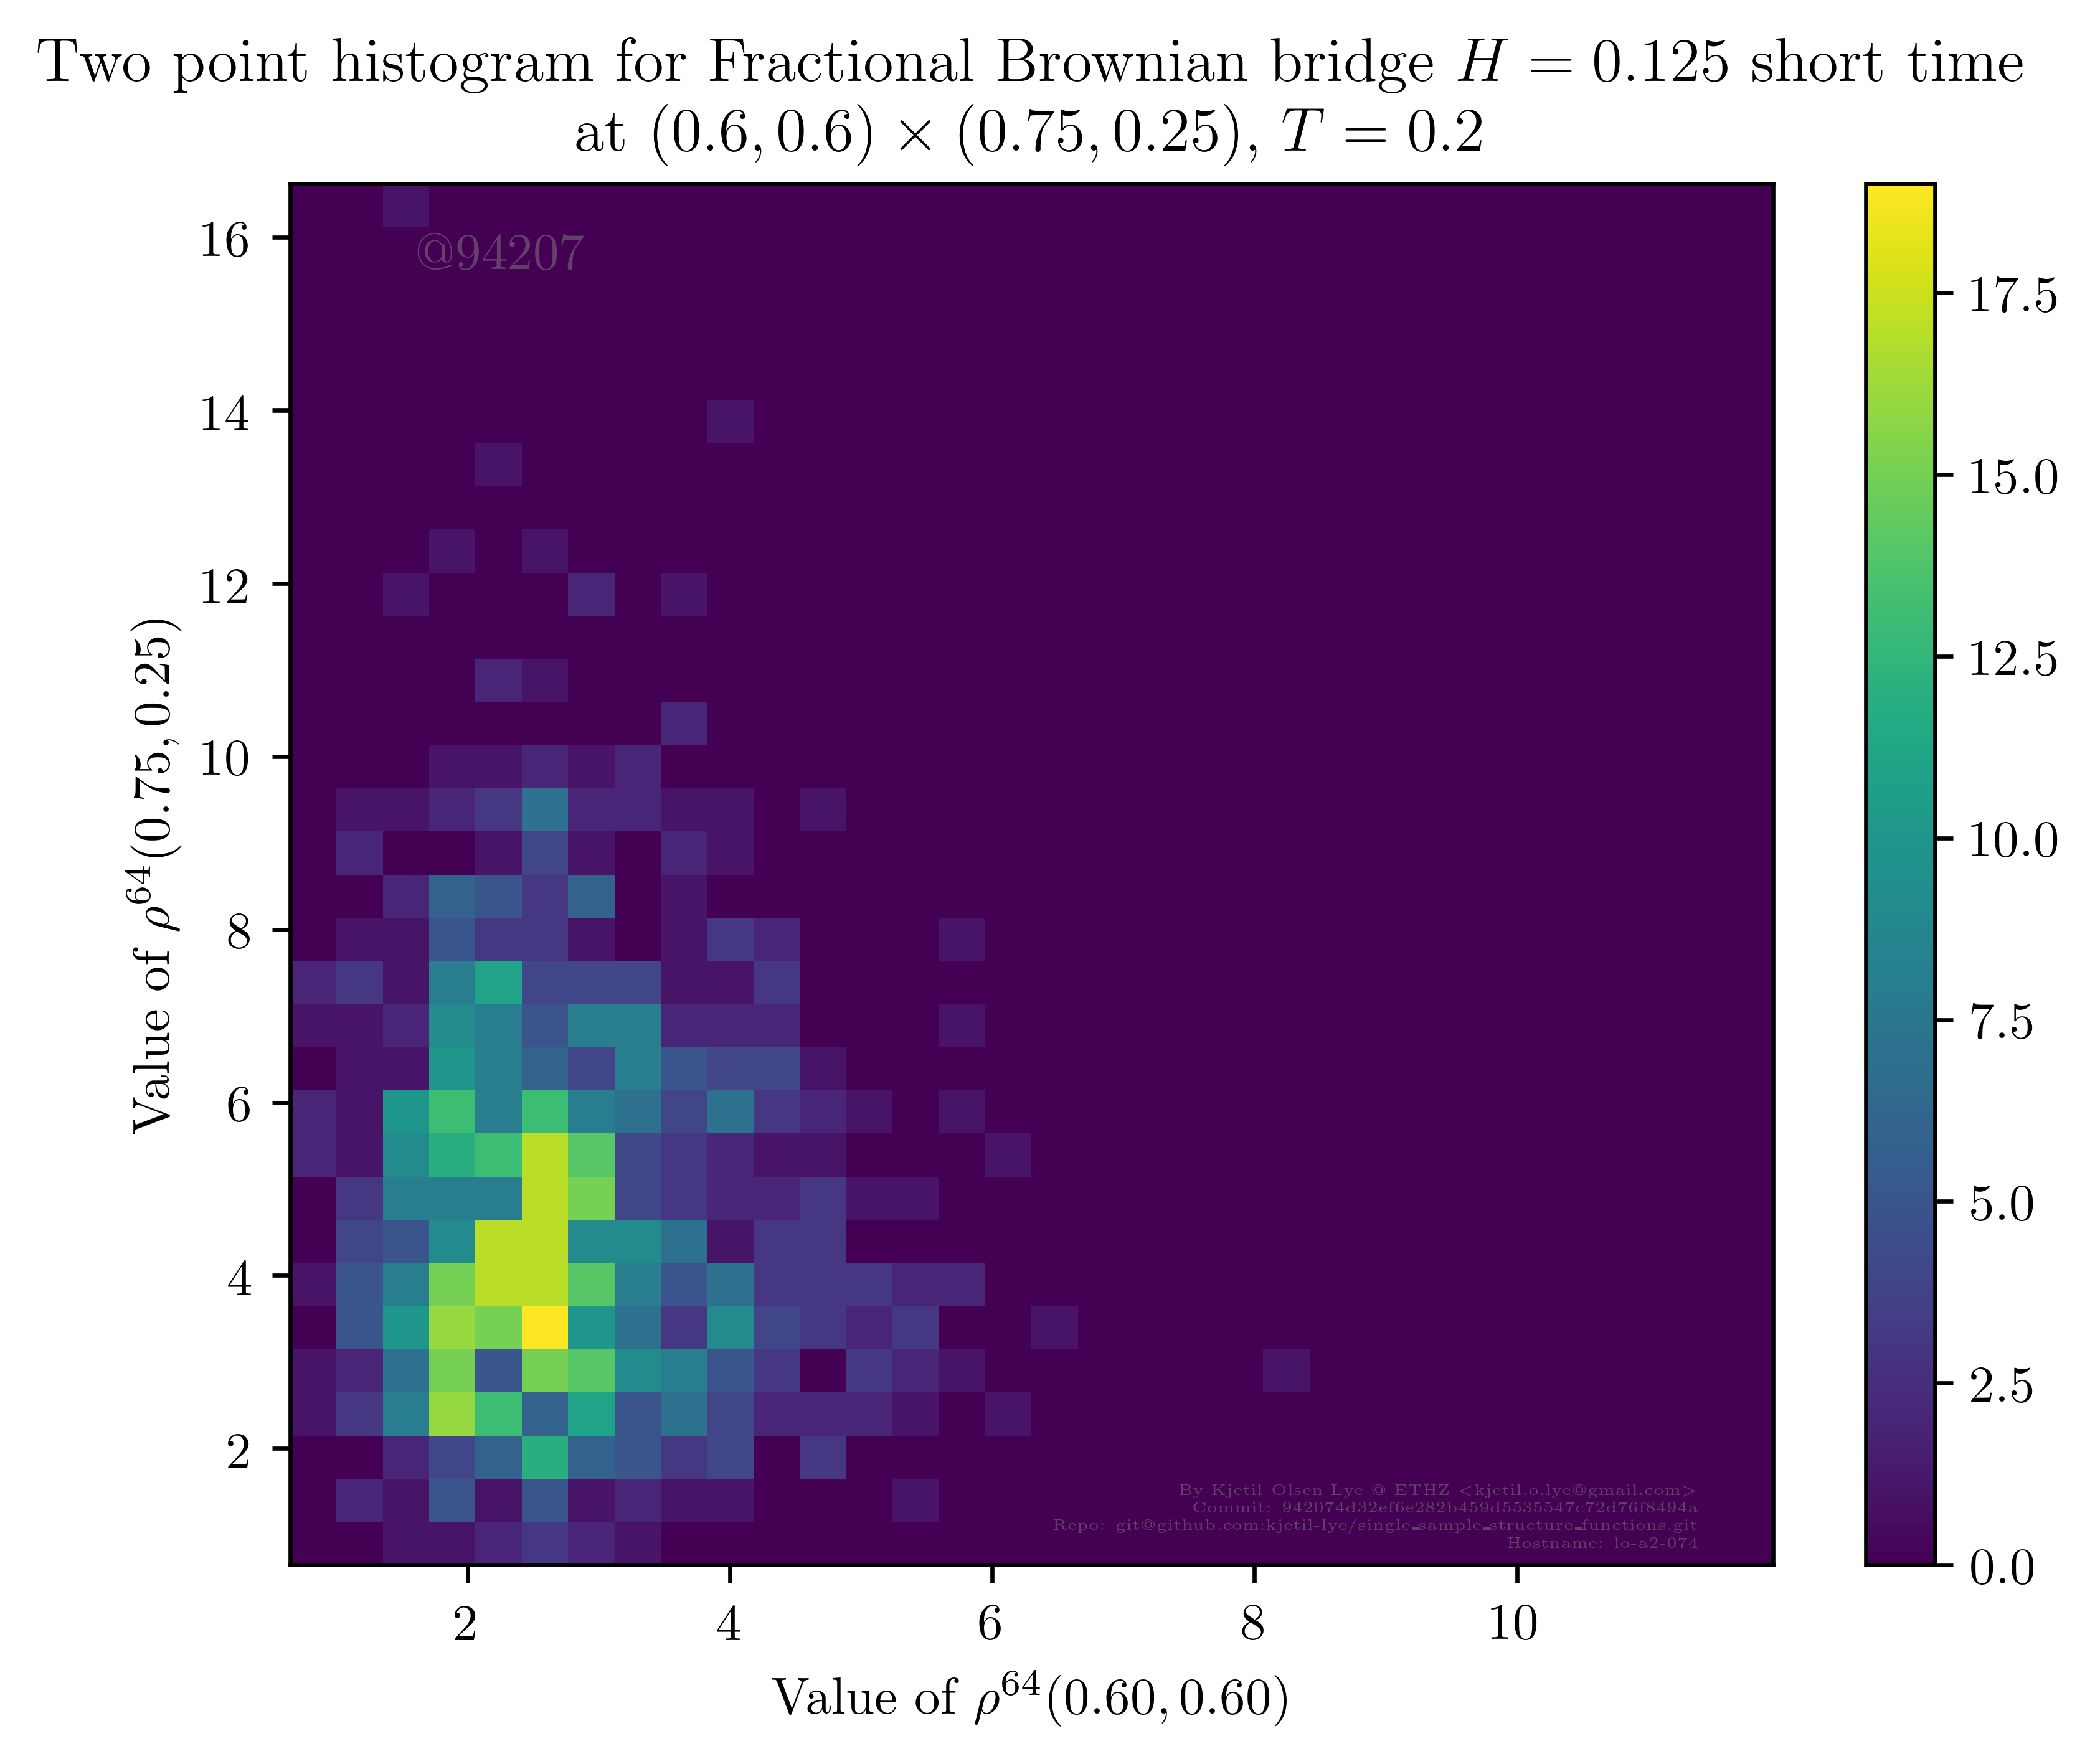 Two point histogram for Fractional Brownian bridge H = 0.125 short time
at (0.6, 0.6) × (0.75, 0.25), T = 0.2
@94207
16
14
12
10
8
6
4
2
Value of ρ^64(0.75, 0.25)
2 4 6 8 10
Value of ρ^64(0.60, 0.60)
17.5
15.0
12.5
10.0
7.5
5.0
2.5
0.0
By Kjetil Olsen Lye @ ETHZ <kjetil.o.lye@gmail.com>
Commit: 942074d32ef6e282b459d5535547c72d76f8494a
Repo: git@github.com:kjetil-lye/single_sample_structure_functions.git
Hostname: lo-a2-074